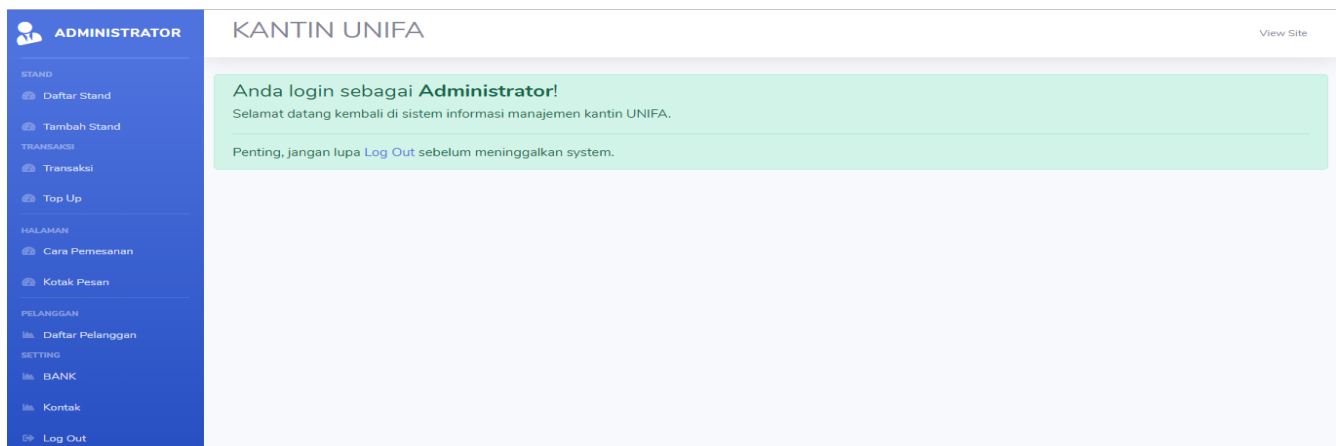 ADMINISTRATOR
STAND
Daftar Stand
Tambah Stand
TRANSAKSI
Transaksi
Top Up
HALAMAN
Cara Pemesanan
Kotak Pesan
PELANGGAN
Daftar Pelanggan
SETTING
BANK
Kontak
Log Out
KANTIN UNIFA
View Site
Anda login sebagai Administrator!
Selamat datang kembali di sistem informasi manajemen kantin UNIFA.
Penting, jangan lupa Log Out sebelum meninggalkan system.